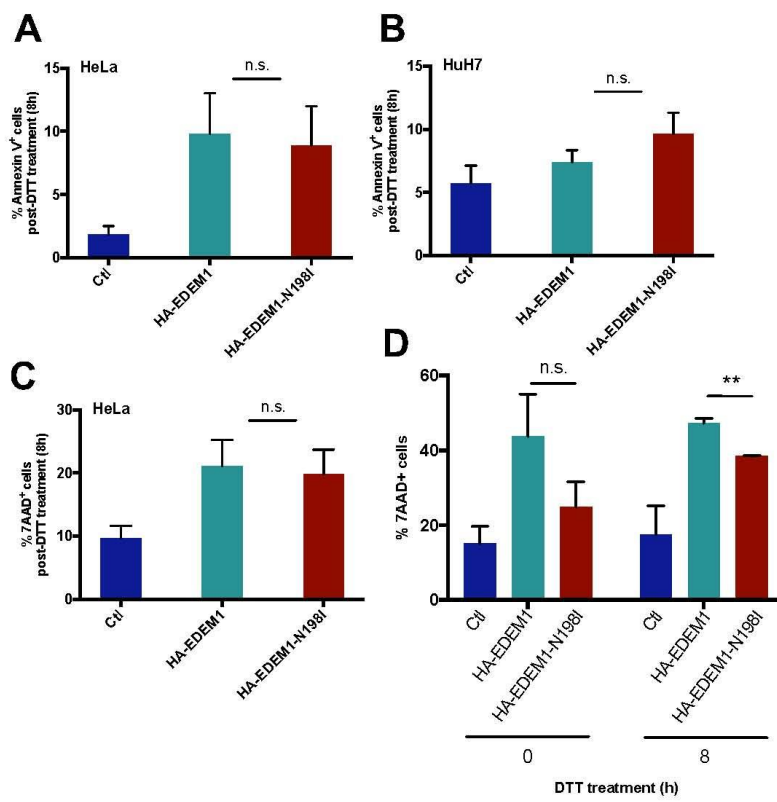 A
HeLa
n.s.
% Annexin V⁺ cells
post-DTT treatment (8h)
15
10
5
0
Ctl
HA-EDEM1
HA-EDEM1-N198I
B
HuH7
n.s.
% Annexin V⁺ cells
post-DTT treatment (8h)
15
10
5
0
Ctl
HA-EDEM1
HA-EDEM1-N198I
C
HeLa
n.s.
% 7AAD⁺ cells
post-DTT treatment (8h)
30
20
10
0
Ctl
HA-EDEM1
HA-EDEM1-N198I
D
n.s.
**
% 7AAD+ cells
60
40
20
0
Ctl
HA-EDEM1
HA-EDEM1-N198I
Ctl
HA-EDEM1
HA-EDEM1-N198I
0
8
DTT treatment (h)